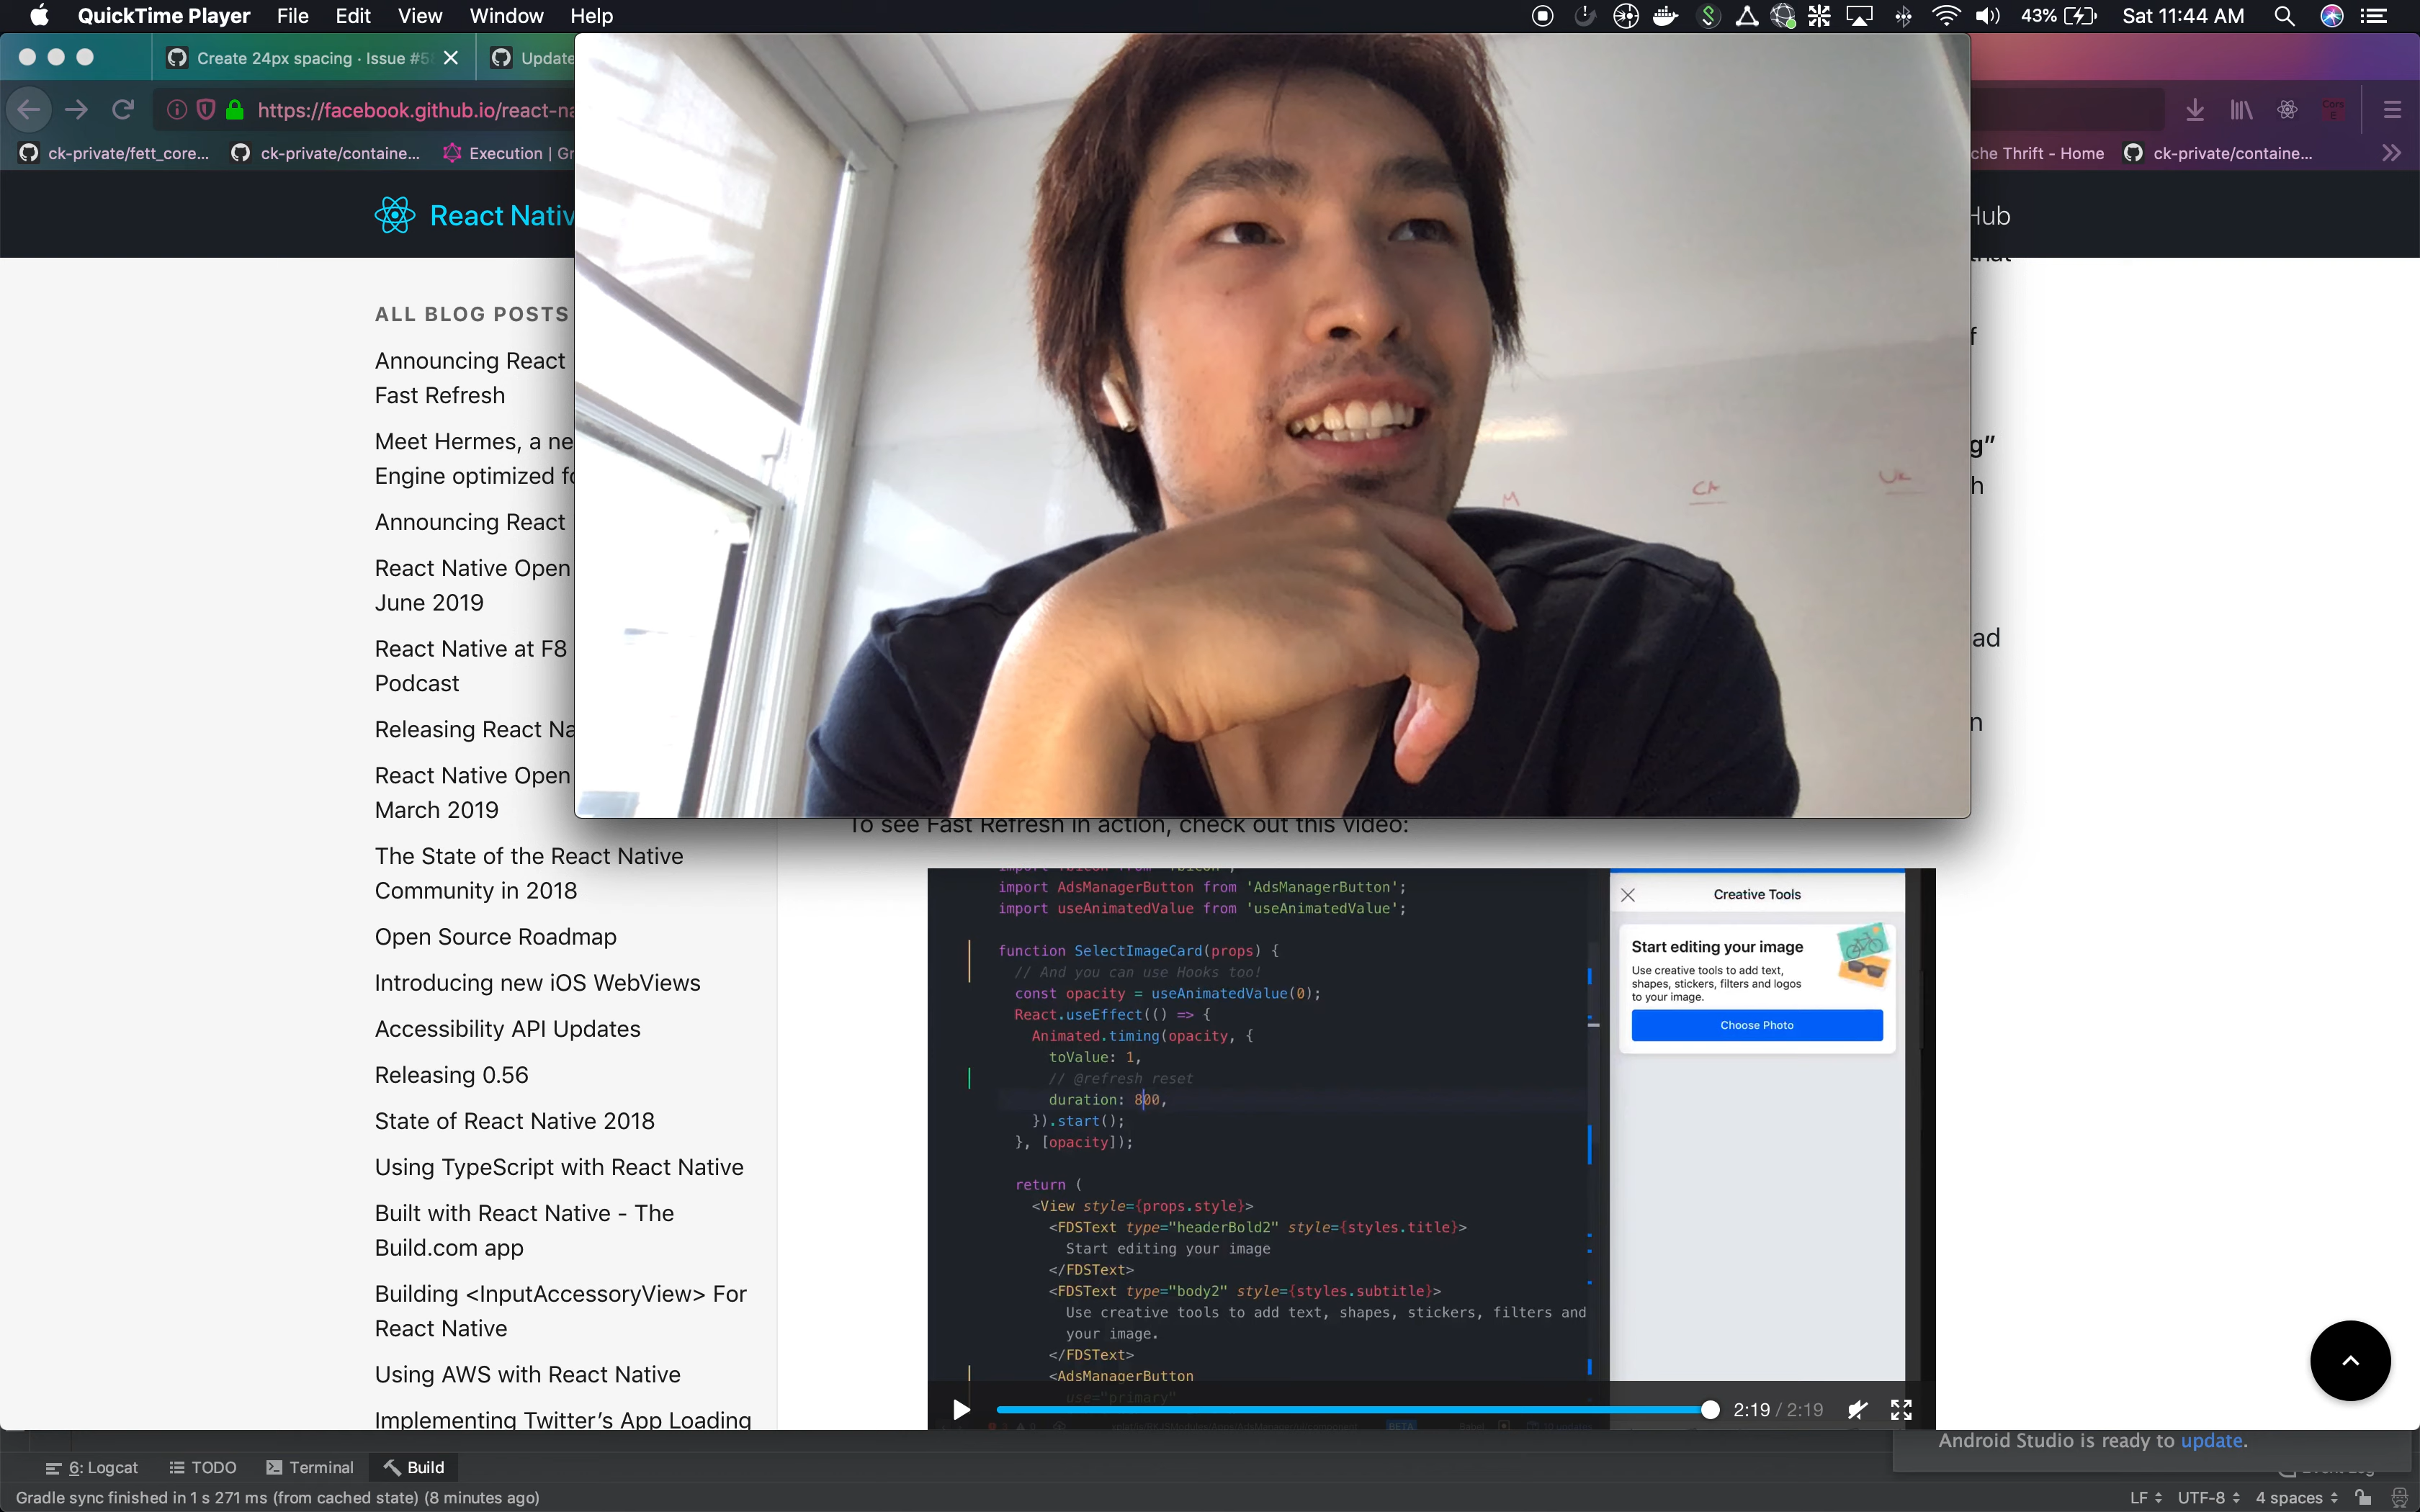 QuickTime Player File Edit View Window Help 43% Sat 11:44 AM
Create 24px spacing · Issue #5
Update
https://facebook.github.io/react-na
ck-private/fett_core... ck-private/containe... Execution | Gr
che Thrift - Home ck-private/containe...
React Nativ
Hub
ALL BLOG POSTS
Announcing React
Fast Refresh
Meet Hermes, a ne
Engine optimized fo
Announcing React
React Native Open
June 2019
React Native at F8
Podcast
Releasing React Na
React Native Open
March 2019
The State of the React Native
Community in 2018
Open Source Roadmap
Introducing new iOS WebViews
Accessibility API Updates
Releasing 0.56
State of React Native 2018
Using TypeScript with React Native
Built with React Native - The
Build.com app
Building <InputAccessoryView> For
React Native
Using AWS with React Native
Implementing Twitter's App Loading
M CA UK
f
g"
h
ad
n
To see Fast Refresh in action, check out this video:
import AdsManagerButton from 'AdsManagerButton';
import useAnimatedValue from 'useAnimatedValue';
function SelectImageCard(props) {
// And you can use Hooks too!
const opacity = useAnimatedValue(0);
React.useEffect(() => {
Animated.timing(opacity, {
toValue: 1,
// @refresh reset
duration: 800,
}).start();
}, [opacity]);
return (
<View style={props.style}>
<FDSText type="headerBold2" style={styles.title}>
Start editing your image
</FDSText>
<FDSText type="body2" style={styles.subtitle}>
Use creative tools to add text, shapes, stickers, filters and
your image.
</FDSText>
<AdsManagerButton
use="primary"
Creative Tools
Start editing your image
Use creative tools to add text,
shapes, stickers, filters and logos
to your image.
Choose Photo
2:19 / 2:19
Android Studio is ready to update.
6: Logcat TODO Terminal Build
Gradle sync finished in 1 s 271 ms (from cached state) (8 minutes ago)
LF UTF-8 4 spaces